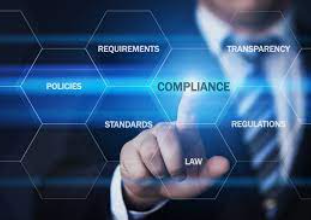 REQUIREMENTS
TRANSPARENCY
POLICIES
COMPLIANCE
STANDARDS
REGULATIONS
LAW